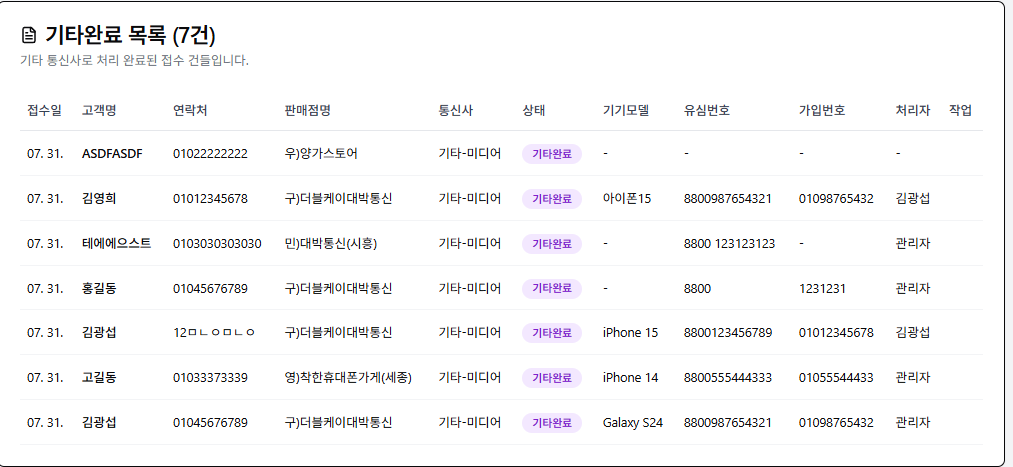 기타완료 목록 (7건)
기타 통신사로 처리 완료된 접수 건들입니다.
접수일 고객명 연락처 판매점명 통신사 상태 기기모델 유심번호 가입번호 처리자 작업
07. 31. ASDFASDF 01022222222 우)양가스토어 기타-미디어 기타완료 - - - -
07. 31. 김영희 01012345678 구)더블케이대박통신 기타-미디어 기타완료 아이폰15 8800987654321 01098765432 김광섭
07. 31. 테에에으스트 0103030303030 민)대박통신(시흥) 기타-미디어 기타완료 - 8800 123123123 - 관리자
07. 31. 홍길동 01045676789 구)더블케이대박통신 기타-미디어 기타완료 - 8800 1231231 관리자
07. 31. 김광섭 12ㅁㄴㅇㅁㄴㅇ 구)더블케이대박통신 기타-미디어 기타완료 iPhone 15 8800123456789 01012345678 김광섭
07. 31. 고길동 01033373339 영)착한휴대폰가게(세종) 기타-미디어 기타완료 iPhone 14 8800555444333 01055544433 관리자
07. 31. 김광섭 01045676789 구)더블케이대박통신 기타-미디어 기타완료 Galaxy S24 8800987654321 01098765432 관리자